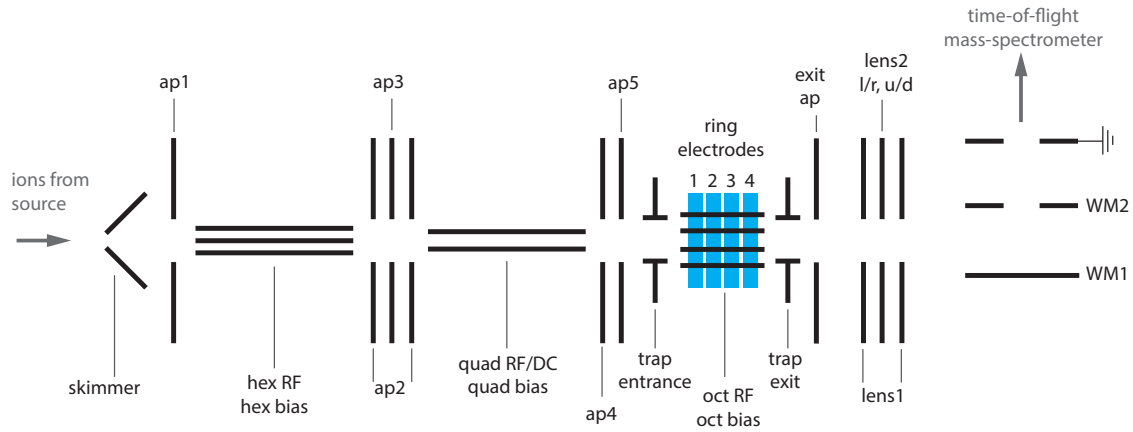 time-of-flight
mass-spectrometer
lens2
l/r, u/d
exit
ap
ap1
ap3
ap5
ring
electrodes
1 2 3 4
ions from
source
WM2
WM1
skimmer
hex RF
hex bias
ap2
quad RF/DC
quad bias
ap4
trap
entrance
oct RF
oct bias
trap
exit
lens1